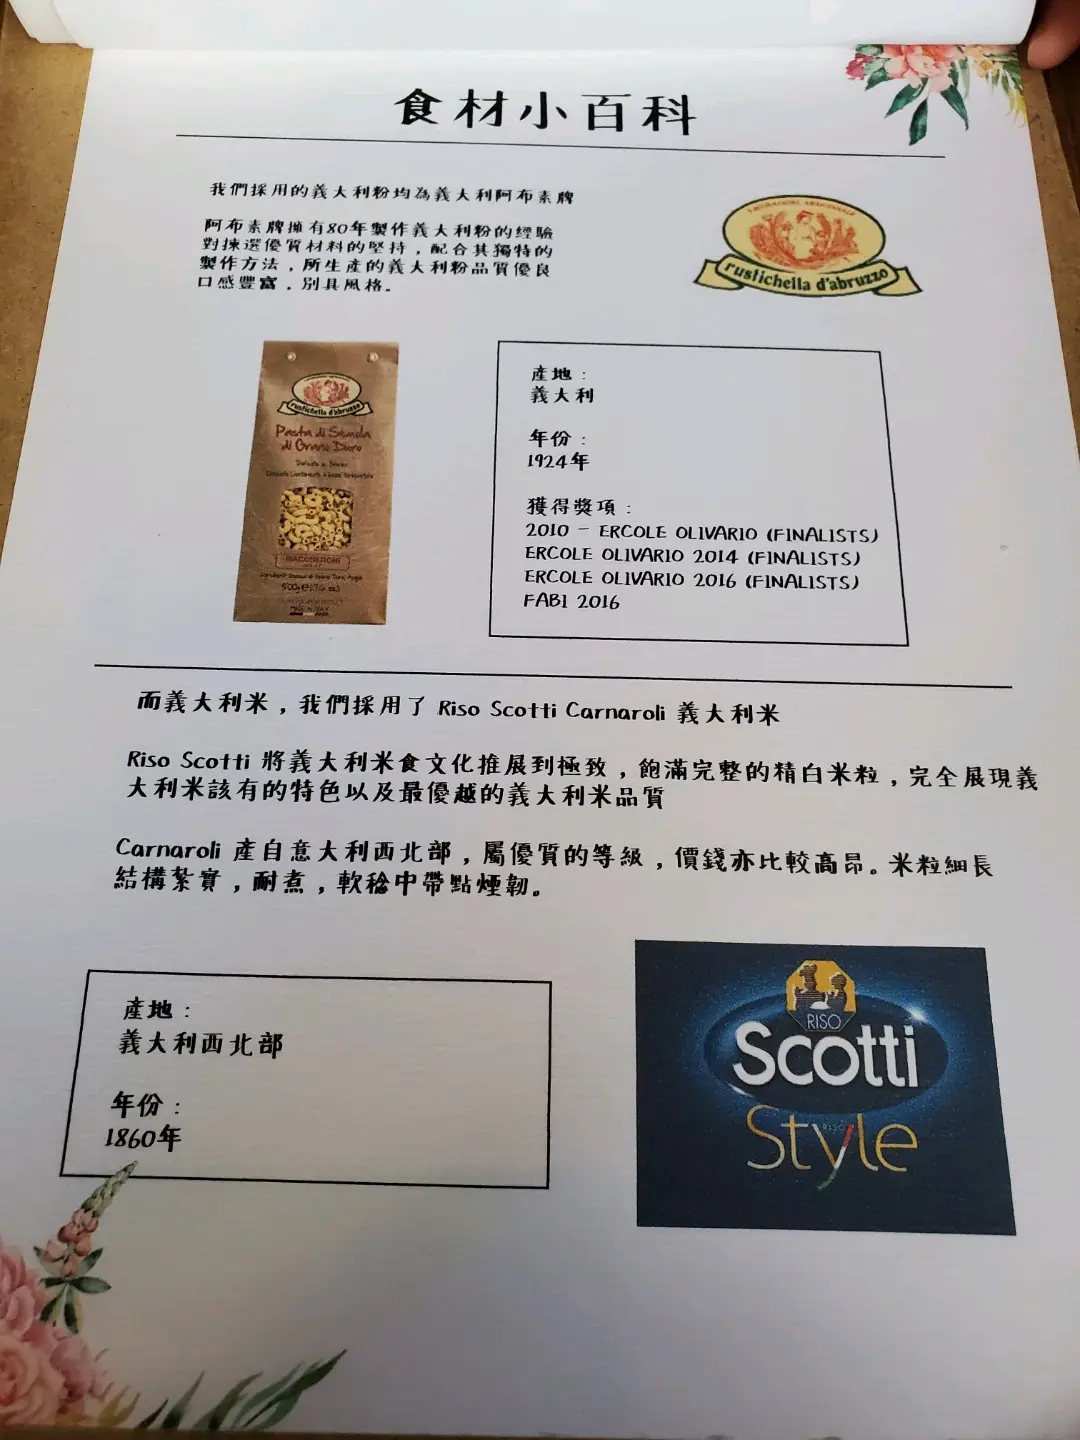 食材小百科
我們採用的義大利粉均為義大利阿布素牌
阿布素牌擁有80年製作義大利粉的經驗
對揀選優質材料的堅持，配合其獨特的
製作方法，所生產的義大利粉品質優良
口感豐富，別具風格。
rustichella d'abruzzo
rustichella d'abruzzo
Pasta di Semola
di Grano Duro
產地：
義大利
年份：
1924年
獲得獎項：
2010 - ERCOLE OLIVARIO (FINALISTS)
ERCOLE OLIVARIO 2014 (FINALISTS)
ERCOLE OLIVARIO 2016 (FINALISTS)
FABI 2016
而義大利米，我們採用了 Riso Scotti Carnaroli 義大利米
Riso Scotti 將義大利米食文化推展到極致，飽滿完整的精白米粒，完全展現義
大利米該有的特色以及最優越的義大利米品質
Carnaroli 產自意大利西北部，屬優質的等級，價錢亦比較高昂。米粒細長
結構紮實，耐煮，軟稔中帶點煙韌。
產地：
義大利西北部
年份：
1860年
RISO
Scotti
Style